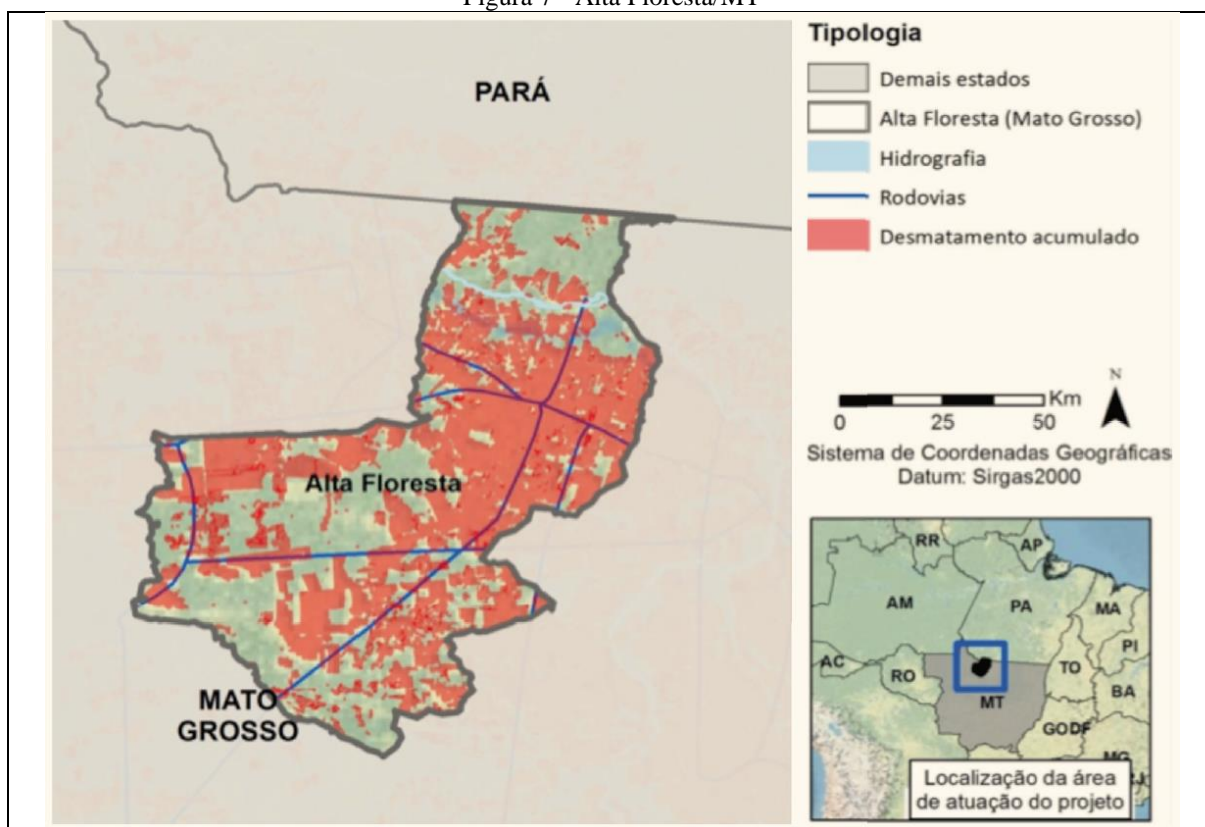 Figura 7 - Alta Floresta/MT
PARÁ
Alta Floresta
MATO
GROSSO
Tipologia
Demais estados
Alta Floresta (Mato Grosso)
Hidrografia
Rodovias
Desmatamento acumulado
N
Km
0 25 50
Sistema de Coordenadas Geográficas
Datum: Sirgas2000
RR
AP
AM
PA
MA
PI
AC
RO
TO
BA
MT
GODF
MG
RJ
Localização da área
de atuação do projeto